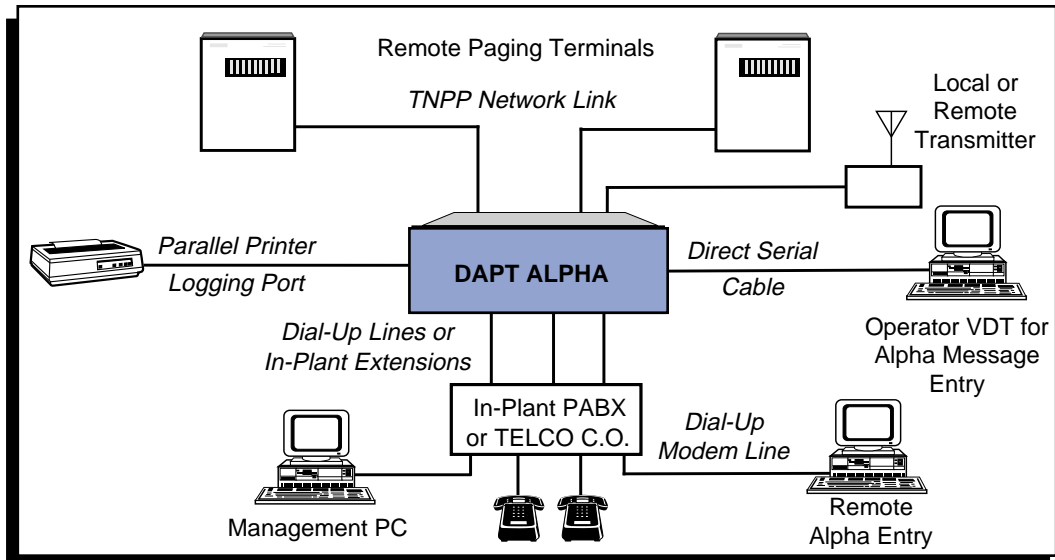 Remote Paging Terminals
TNPP Network Link
Local or
Remote
Transmitter
Parallel Printer
Logging Port
DAPT ALPHA
Direct Serial
Cable
Operator VDT for
Alpha Message
Entry
Dial-Up Lines or
In-Plant Extensions
In-Plant PABX
or TELCO C.O.
Dial-Up
Modem Line
Management PC
Remote
Alpha Entry